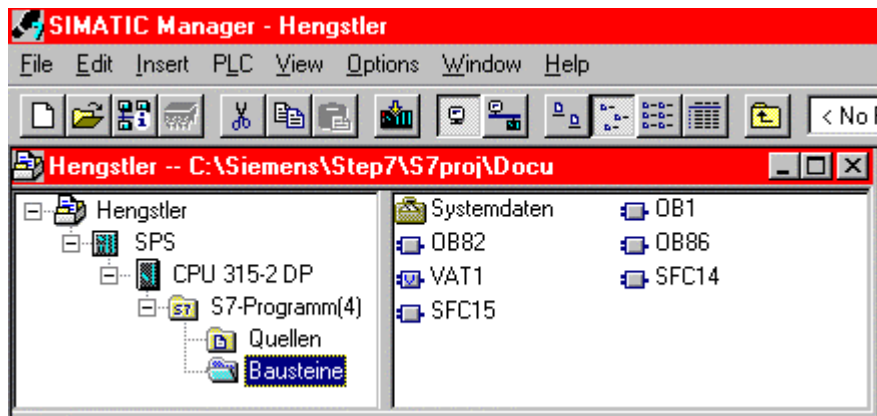 SIMATIC Manager - Hengstler
File Edit Insert PLC View Options Window Help
< No
Hengstler -- C:\Siemens\Step7\S7proj\Docu
Hengstler
SPS
CPU 315-2 DP
S7-Programm(4)
Quellen
Bausteine
Systemdaten OB1
OB82 OB86
VAT1 SFC14
SFC15